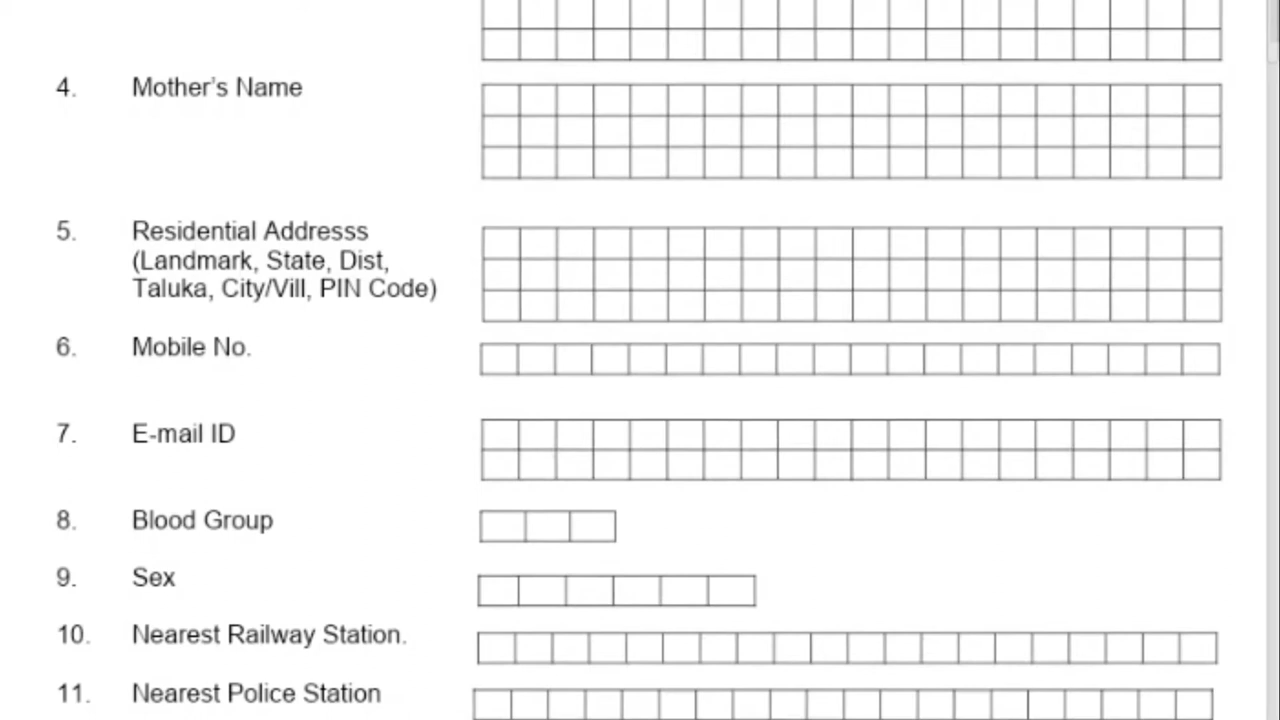 4. Mother's Name
5. Residential Addresss
(Landmark, State, Dist,
Taluka, City/Vill, PIN Code)
6. Mobile No.
7. E-mail ID
8. Blood Group
9. Sex
10. Nearest Railway Station.
11. Nearest Police Station